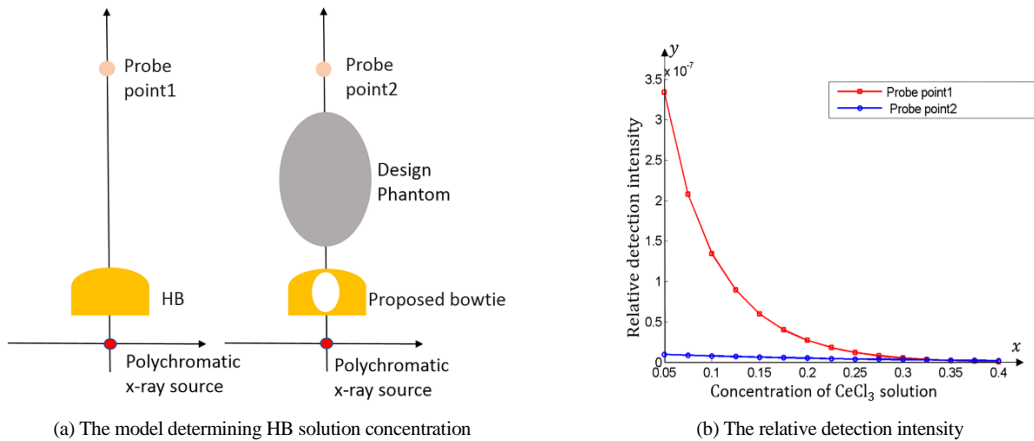 Probe
point1
HB
Polychromatic
x-ray source
Probe
point2
Design
Phantom
Proposed bowtie
Polychromatic
x-ray source
(a) The model determining HB solution concentration
y
× 10⁻⁷
3.5
3
2.5
2
1.5
1
0.5
0
Relative detection intensity
Probe point1
Probe point2
x
0.05 0.1 0.15 0.2 0.25 0.3 0.35 0.4
Concentration of CeCl₃ solution
(b) The relative detection intensity